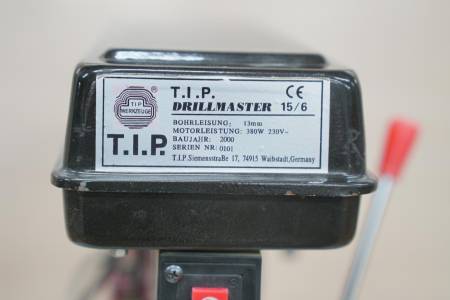 T.I.P.
WERKZEUGE
®
T.I.P.
T.I.P. CE
DRILLMASTER 15/6
BOHRLEISUNG: 13mm
MOTORLEISTUNG: 380W 230V~
BAUJAHR: 2000
SERIEN NR 0101
T.I.P. Siemensstraße 17, 74915 Waibstadt, Germany